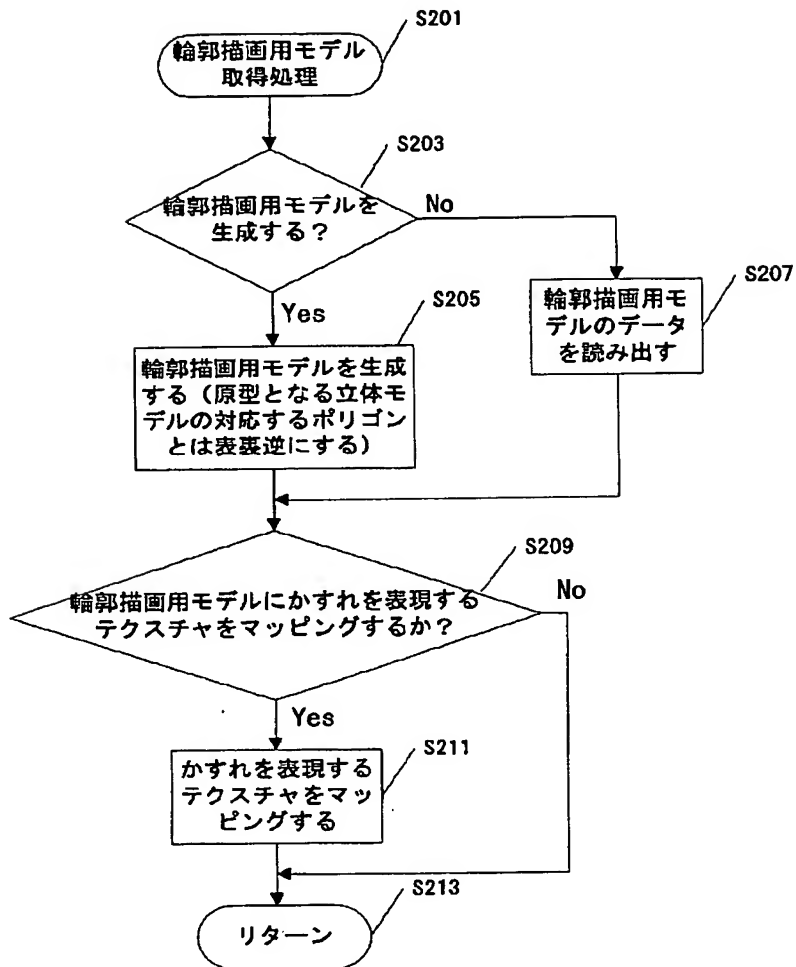 S201
輪郭描画用モデル
取得処理
S203
輪郭描画用モデルを
生成する?
No
Yes
S205
輪郭描画用モデルを生成
する(原型となる立体モ
デルの対応するポリゴン
とは表裏逆にする)
S207
輪郭描画用モ
デルのデータ
を読み出す
S209
輪郭描画用モデルにかすれを表現する
テクスチャをマッピングするか?
No
Yes
S211
かすれを表現する
テクスチャをマッ
ピングする
S213
リターン